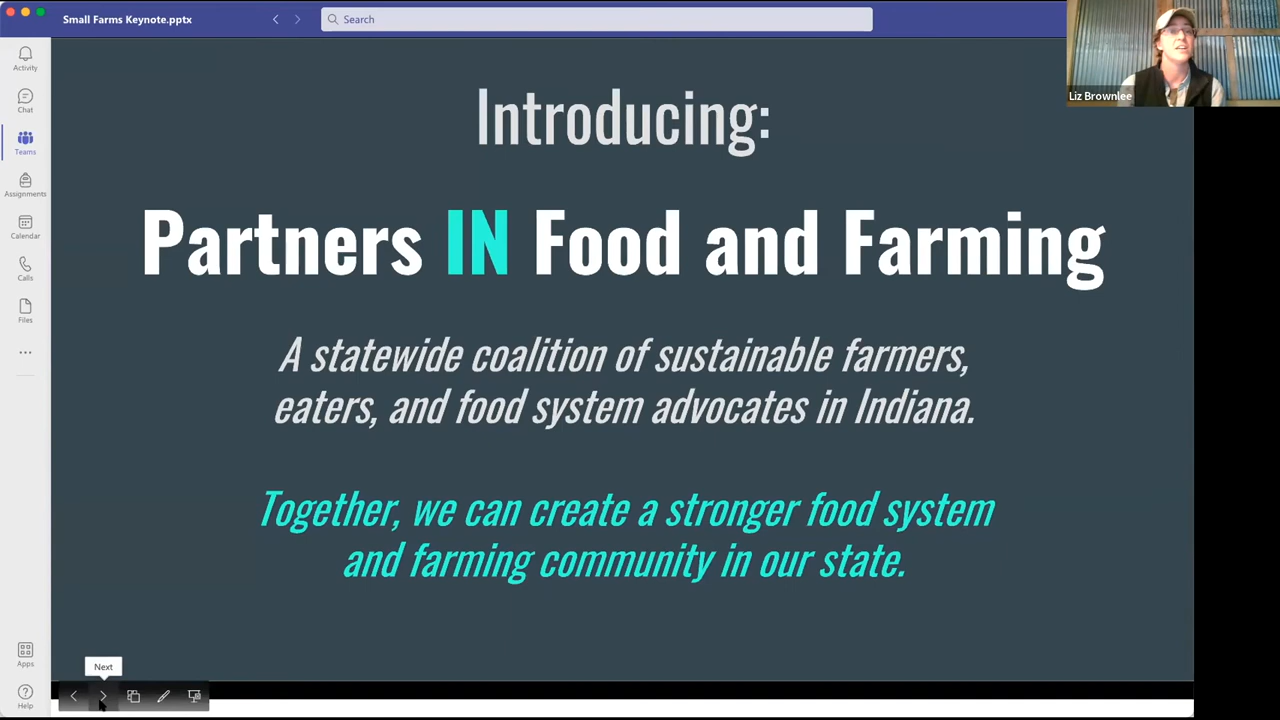 Small Farms Keynote.pptx
Search
Liz Brownlee
Activity
Chat
Teams
Assignments
Calendar
Calls
Files
Apps
Help
Introducing:
Partners IN Food and Farming
A statewide coalition of sustainable farmers,
eaters, and food system advocates in Indiana.
Together, we can create a stronger food system
and farming community in our state.
Next